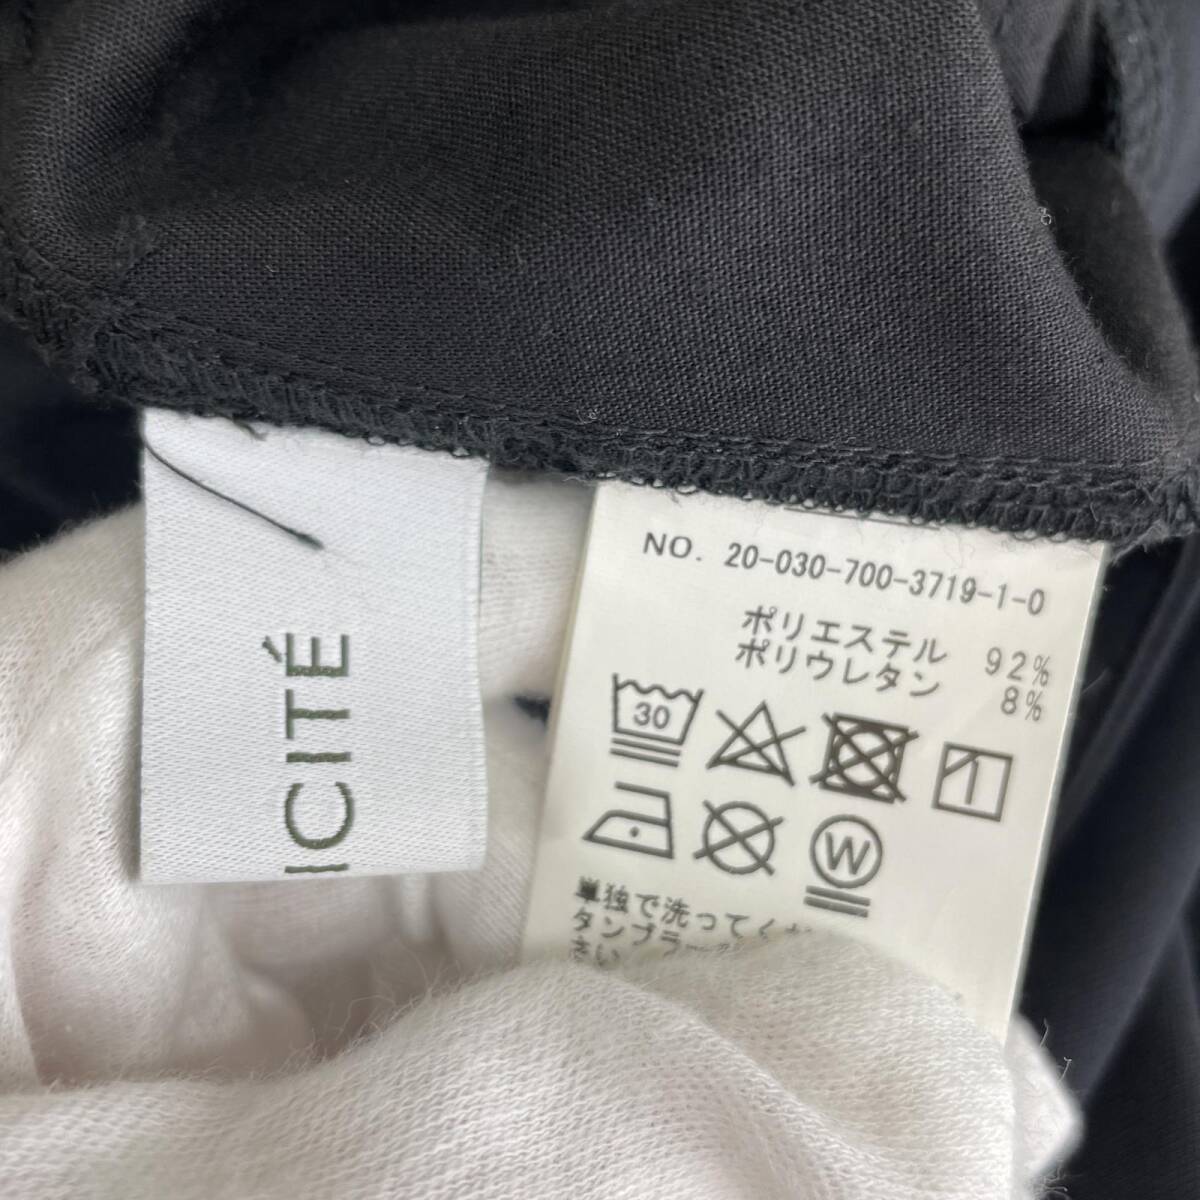 ICITÉ
NO. 20-030-700-3719-1-0
ポリエステル 92%
ポリウレタン 8%
30
W
単独で洗ってくだ
タンブラー
さい